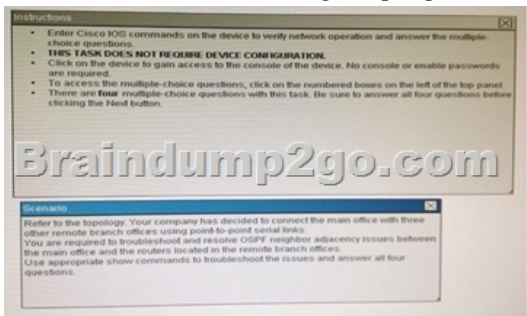 Instructions
• Enter Cisco IOS commands on the device to verify network operation and answer the multiple-
choice questions.
• THIS TASK DOES NOT REQUIRE DEVICE CONFIGURATION.
• Click on the device to gain access to the console of the device. No console or enable passwords
are required.
• To access the multiple-choice questions, click on the numbered boxes on the left of the top panel.
• There are four multiple-choice questions with this task. Be sure to answer all four questions before
clicking the Next button.
Braindump2go.com
Scenario
Refer to the topology. Your company has decided to connect the main office with three
other remote branch offices using point-to-point serial links.
You are required to troubleshoot and resolve OSPF neighbor adjacency issues between
the main office and the routers located in the remote branch offices.
Use appropriate show commands to troubleshoot the issues and answer all four
questions.